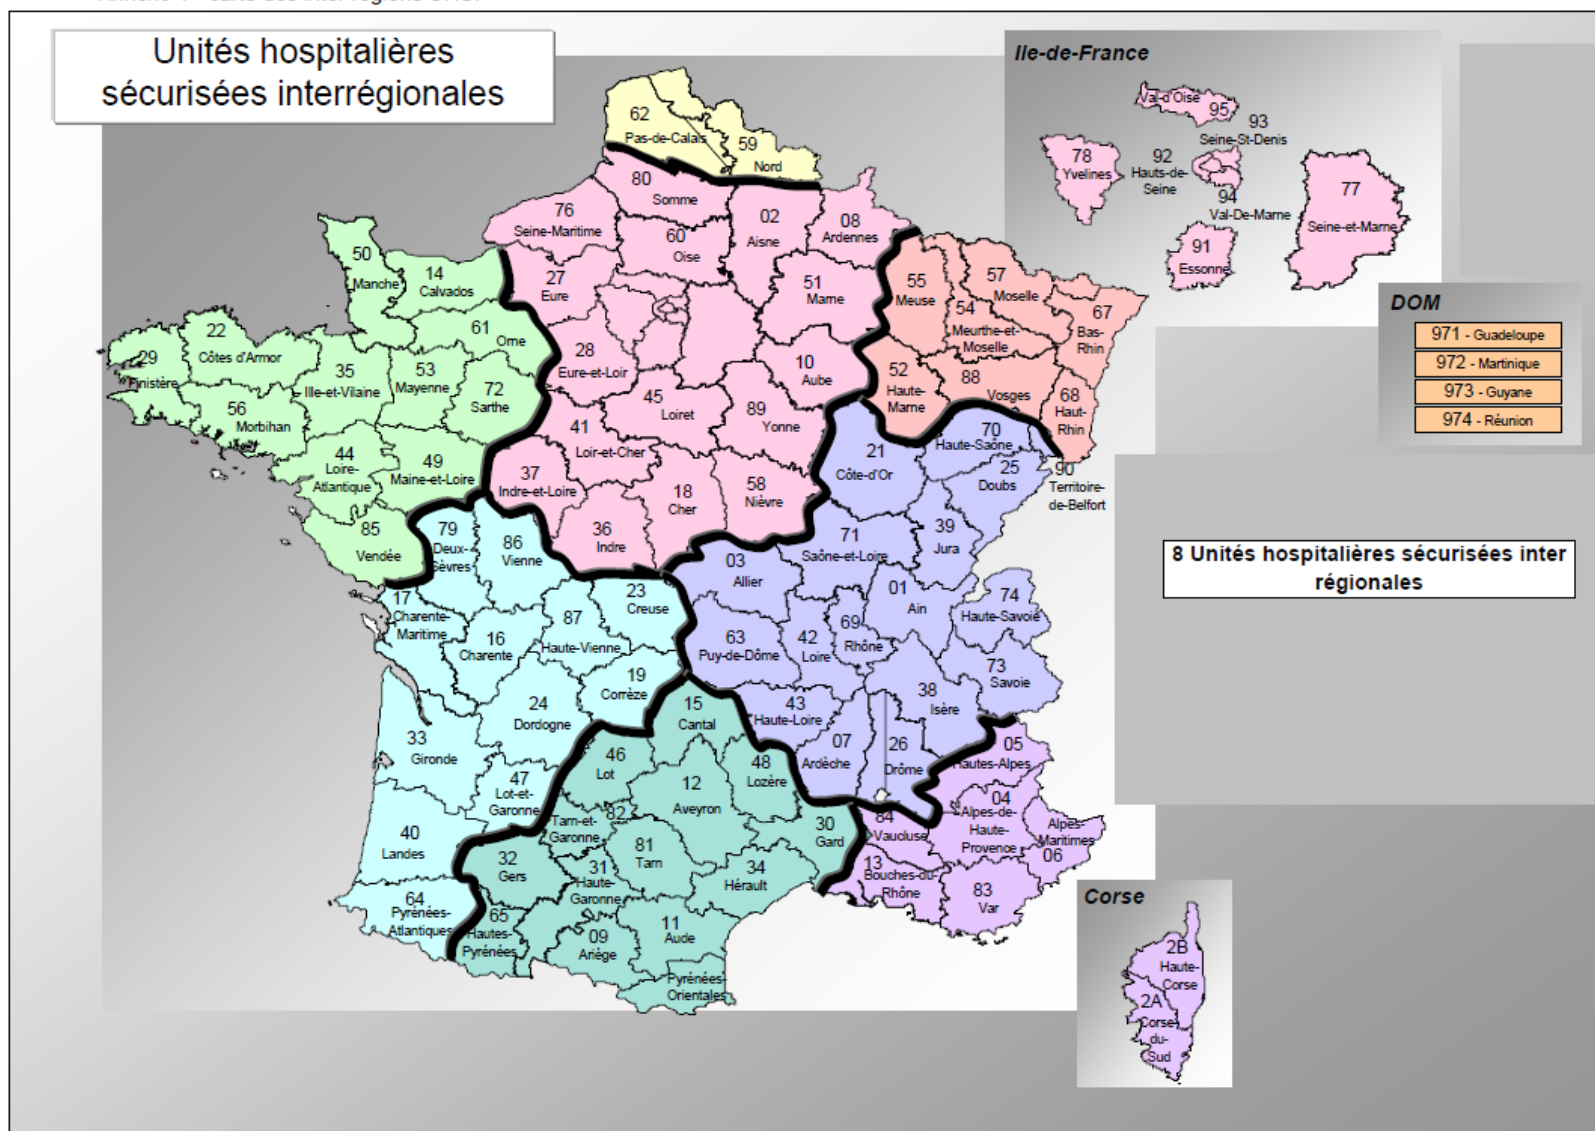 Unités hospitalières
sécurisées interrégionales
Ile-de-France
Val-d'Oise
95
93
Seine-St-Denis
78
Yvelines
92
Hauts-de-
Seine
94
Val-De-Marne
77
Seine-et-Marne
91
Essonne
DOM
971 - Guadeloupe
972 - Martinique
973 - Guyane
974 - Réunion
8 Unités hospitalières sécurisées inter
régionales
62
Pas-de-Calais
59
Nord
80
Somme
76
Seine-Maritime
60
Oise
02
Aisne
08
Ardennes
27
Eure
51
Marne
28
Eure-et-Loir
10
Aube
45
Loiret
89
Yonne
41
Loir-et-Cher
37
Indre-et-Loire
18
Cher
58
Nièvre
36
Indre
50
Manche
14
Calvados
61
Orne
22
Côtes d'Armor
29
Finistère
35
Ille-et-Vilaine
53
Mayenne
72
Sarthe
56
Morbihan
44
Loire-
Atlantique
49
Maine-et-Loire
85
Vendée
55
Meuse
57
Moselle
54
Meurthe-et-
Moselle
67
Bas-
Rhin
52
Haute-
Marne
88
Vosges
68
Haut-
Rhin
21
Côte-d'Or
70
Haute-Saône
25
Doubs
90
Territoire-
de-Belfort
39
Jura
71
Saône-et-Loire
03
Allier
01
Ain
74
Haute-Savoie
63
Puy-de-Dôme
42
Loire
69
Rhône
73
Savoie
38
Isère
43
Haute-Loire
07
Ardèche
26
Drôme
79
Deux-
Sèvres
86
Vienne
17
Charente-
Maritime
16
Charente
87
Haute-Vienne
23
Creuse
19
Corrèze
24
Dordogne
33
Gironde
47
Lot-et-
Garonne
40
Landes
64
Pyrénées-
Atlantiques
15
Cantal
46
Lot
48
Lozère
12
Aveyron
82
Tarn-et-
Garonne
81
Tarn
30
Gard
32
Gers
31
Haute-
Garonne
34
Hérault
65
Hautes-
Pyrénées
09
Ariège
11
Aude
Pyrénées-
Orientales
05
Hautes-Alpes
04
Alpes-de-
Haute-
Provence
Alpes-
Maritimes
06
84
Vaucluse
13
Bouches-du-
Rhône
83
Var
Corse
2B
Haute-
Corse
2A
Corse-
du-
Sud